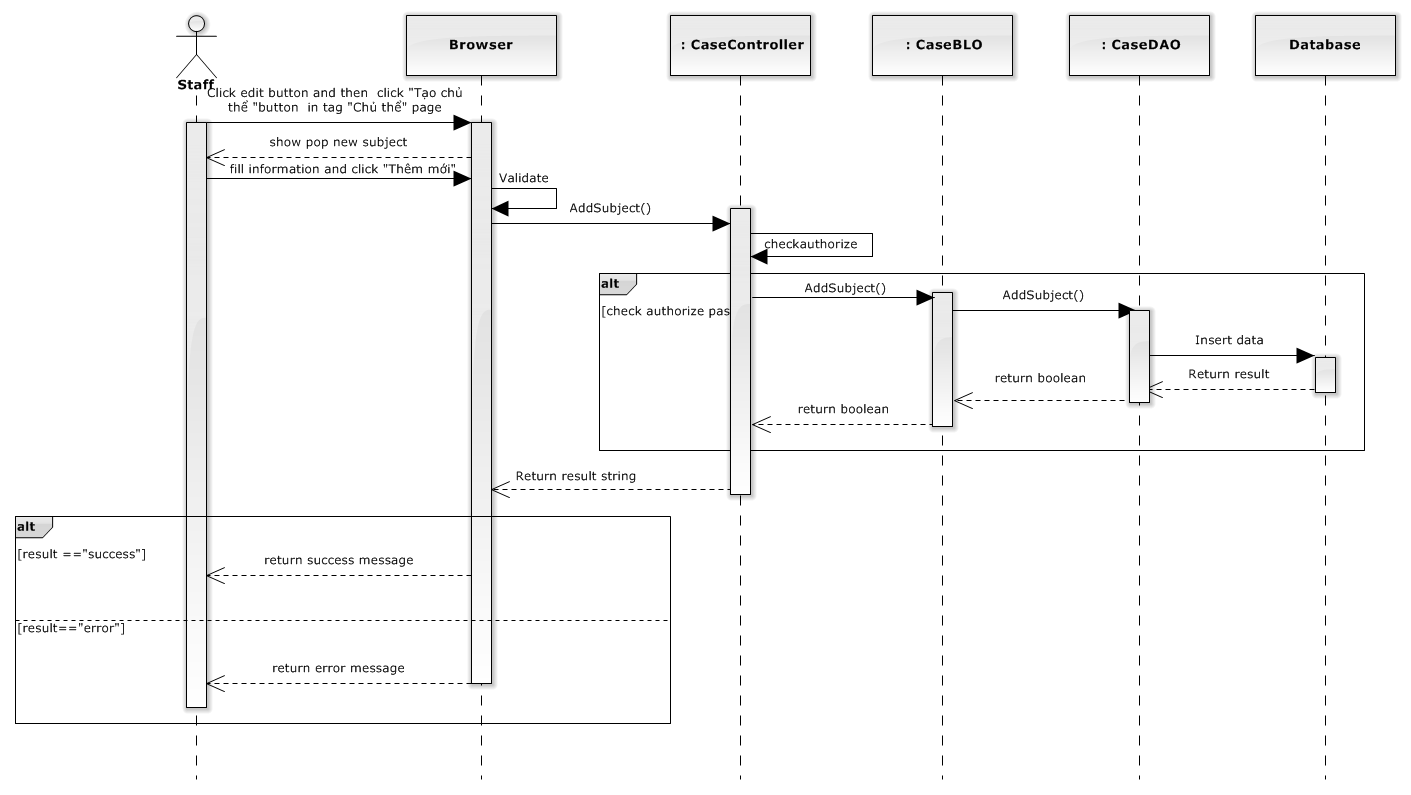 Staff
Browser
: CaseController
: CaseBLO
: CaseDAO
Database
Click edit button and then  click "Tạo chủ
thể "button  in tag "Chủ thể" page
show pop new subject
fill information and click "Thêm mới"
Validate
AddSubject()
checkauthorize
alt
AddSubject()
AddSubject()
[check authorize pas
Insert data
Return result
return boolean
return boolean
Return result string
alt
[result =="success"]
return success message
[result=="error"]
return error message